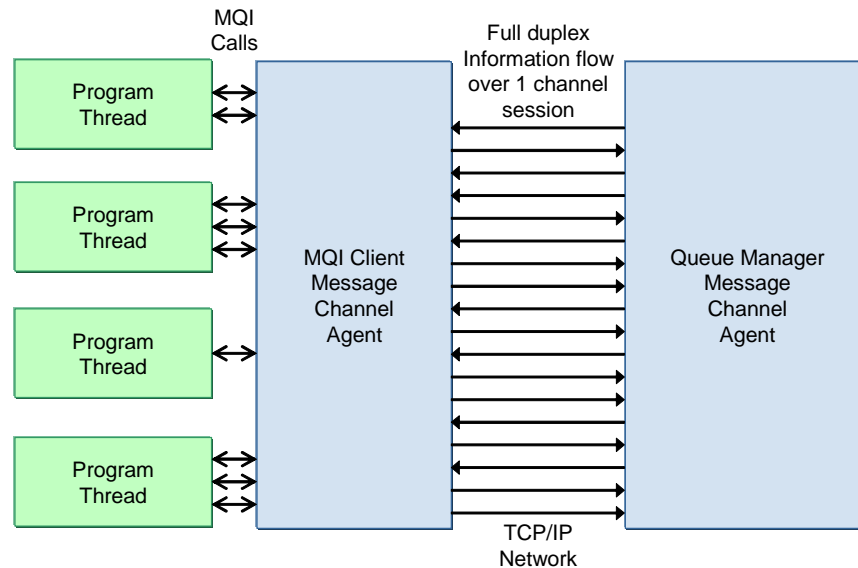 MQI
Calls
Full duplex
Information flow
over 1 channel
session
Program
Thread
Program
Thread
Program
Thread
Program
Thread
MQI Client
Message
Channel
Agent
Queue Manager
Message
Channel
Agent
TCP/IP
Network